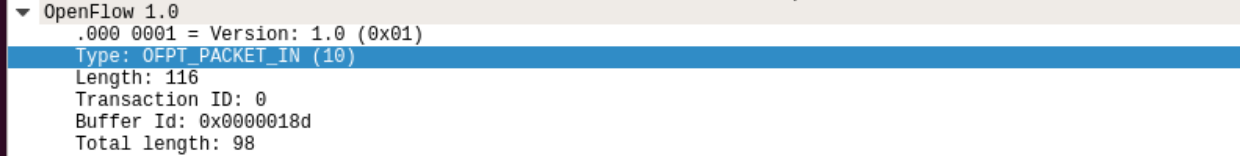 OpenFlow 1.0
.000 0001 = Version: 1.0 (0x01)
Type: OFPT_PACKET_IN (10)
Length: 116
Transaction ID: 0
Buffer Id: 0x0000018d
Total length: 98